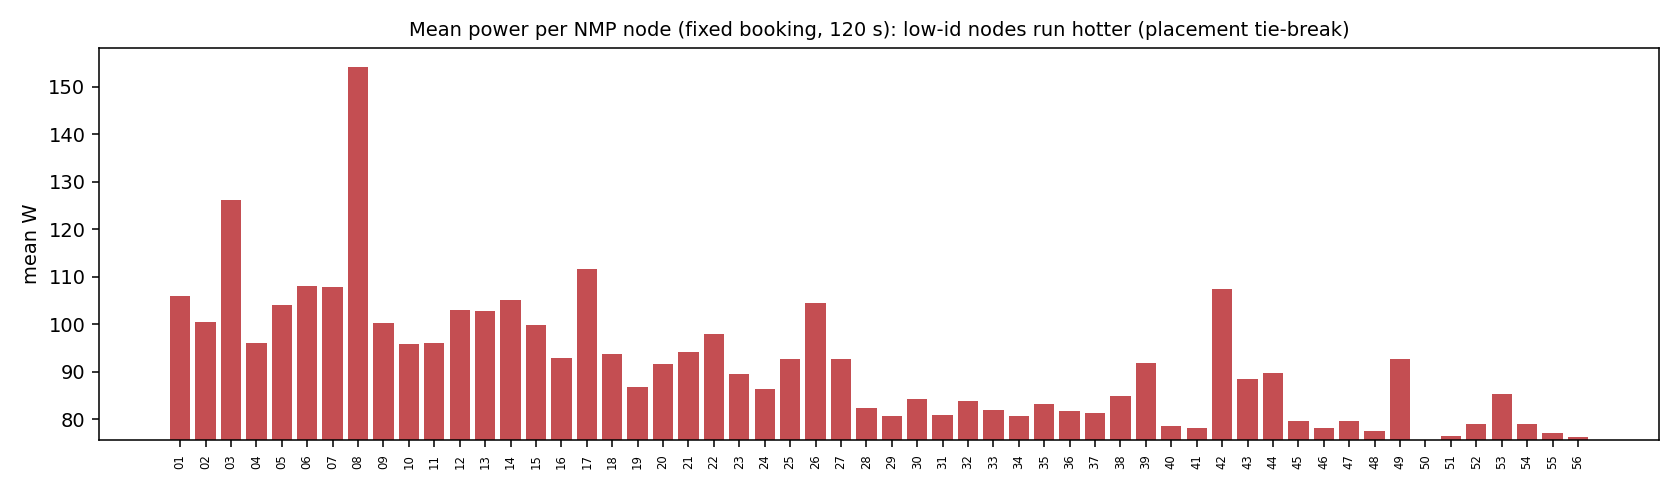 Mean power per NMP node (fixed booking, 120 s): low-id nodes run hotter (placement tie-break)
mean W
150
140
130
120
110
100
90
80
01 02 03 04 05 06 07 08 09 10 11 12 13 14 15 16 17 18 19 20 21 22 23 24 25 26 27 28 29 30 31 32 33 34 35 36 37 38 39 40 41 42 43 44 45 46 47 48 49 50 51 52 53 54 55 56